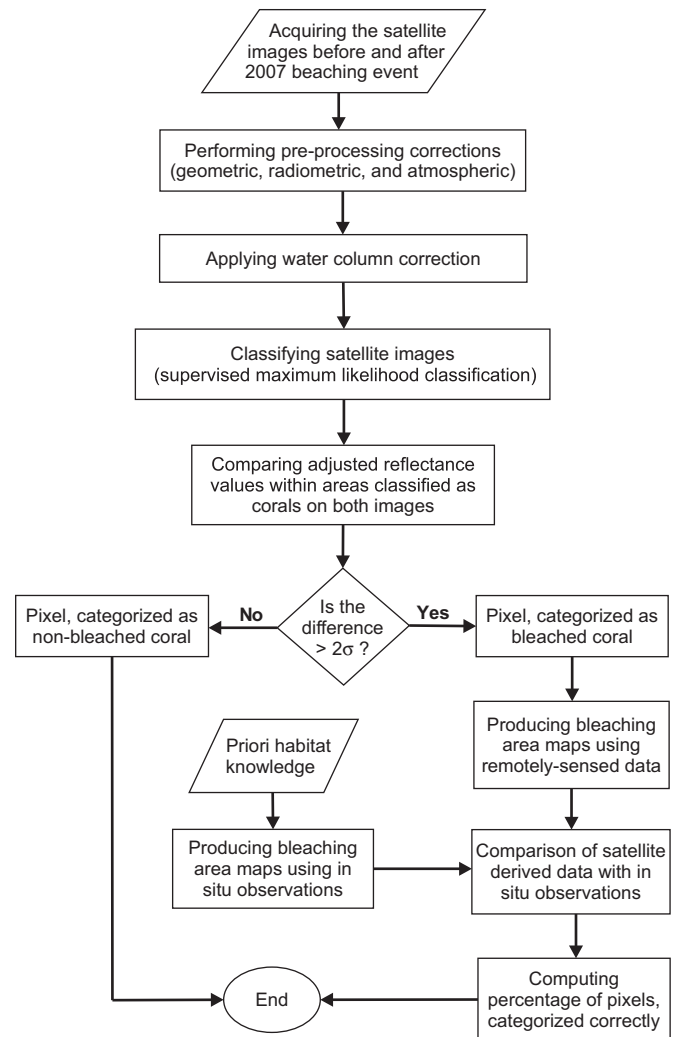 Acquiring the satellite
images before and after
2007 beaching event
Performing pre-processing corrections
(geometric, radiometric, and atmospheric)
Applying water column correction
Classifying satellite images
(supervised maximum likelihood classification)
Comparing adjusted reflectance
values within areas classified as
corals on both images
Is the
difference
> 2σ ?
No
Yes
Pixel, categorized as
non-bleached coral
Pixel, categorized as
bleached coral
Producing bleaching
area maps using
remotely-sensed data
Priori habitat
knowledge
Producing bleaching
area maps using in
situ observations
Comparison of satellite
derived data with in
situ observations
Computing
percentage of pixels,
categorized correctly
End